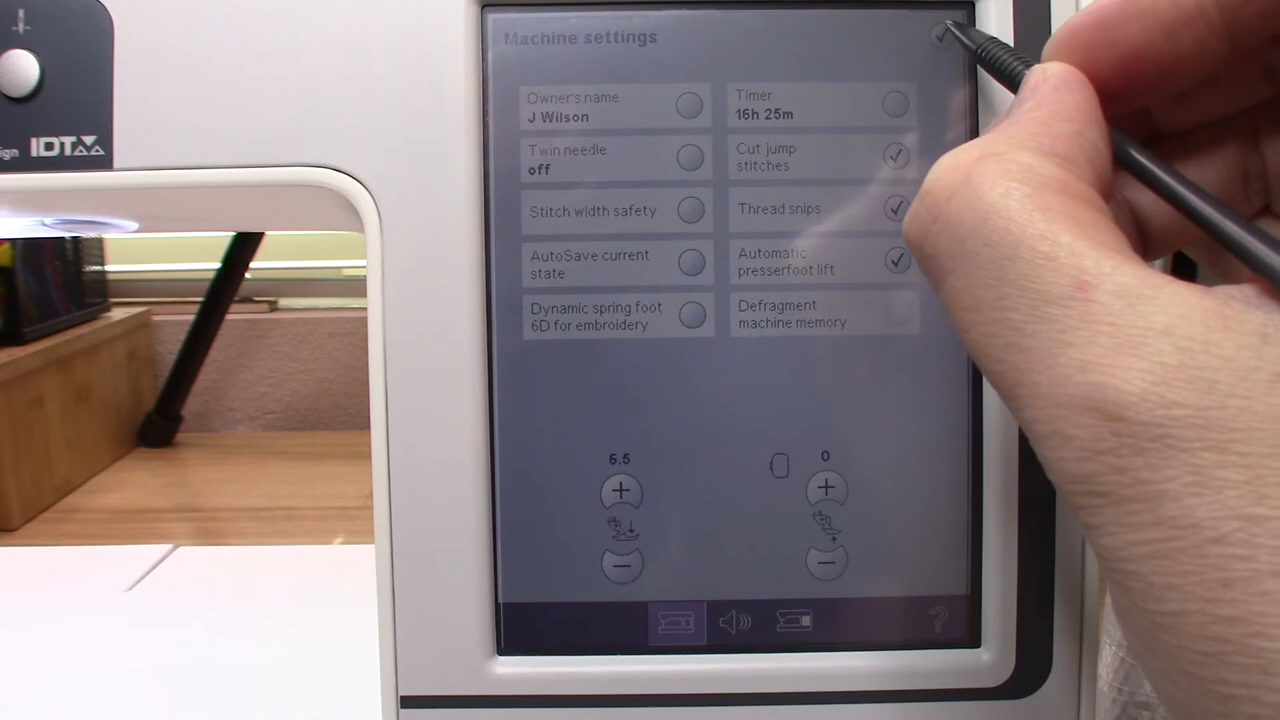 Machine settings
Owner's name
J Wilson
Timer
16h 25m
Twin needle
off
Cut jump
stitches
Stitch width safety
Thread snips
AutoSave current
state
Automatic
presserfoot lift
Dynamic spring foot
6D for embroidery
Defragment
machine memory
6.5
0
+
+
−
−
?
ign
IDT